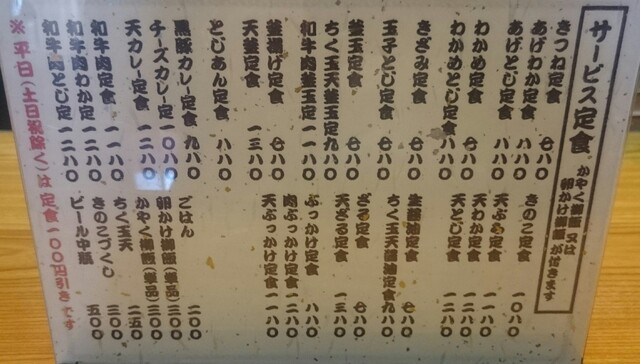 サービス定食
かやく御飯又は
卵かけ御飯が付きます
きつね定食 七八〇
あげわか定食 八八〇
あげとじ定食 八八〇
わかめ定食 七八〇
わかめとじ定食 八八〇
きざみ定食 七八〇
玉子とじ定食 七八〇
釜玉定食 七八〇
ちく玉天釜玉定 九八〇
和牛肉釜玉定 一一八〇
釜揚げ定食 七八〇
天釜定食 一三八〇
とじあん定食 八八〇
黒豚カレー定 九八〇
チーズカレー定 一〇八〇
天カレー定食 一二八〇
和牛肉定食 一一八〇
和牛肉わか定 一二八〇
和牛肉とじ定 一二八〇
きのこ定食 一〇八〇
天ぷら定食 一一八〇
天わか定食 一二八〇
天とじ定食 一二八〇
生醤油定食 七八〇
ちく玉天醤油定食 九八〇
ざる定食 七八〇
天ざる定食 一三八〇
ぶっかけ定食 八八〇
肉ぶっかけ定食 一二八〇
天ぶっかけ定食 一一八〇
ごはん 二〇〇
卵かけ御飯(単品) 三〇〇
かやく御飯(単品) 二五〇
ちく玉天 三〇〇
きのこづくし 三〇〇
ビール中瓶 五〇〇
※平日(土日祝除く)は定食一〇〇円引きです